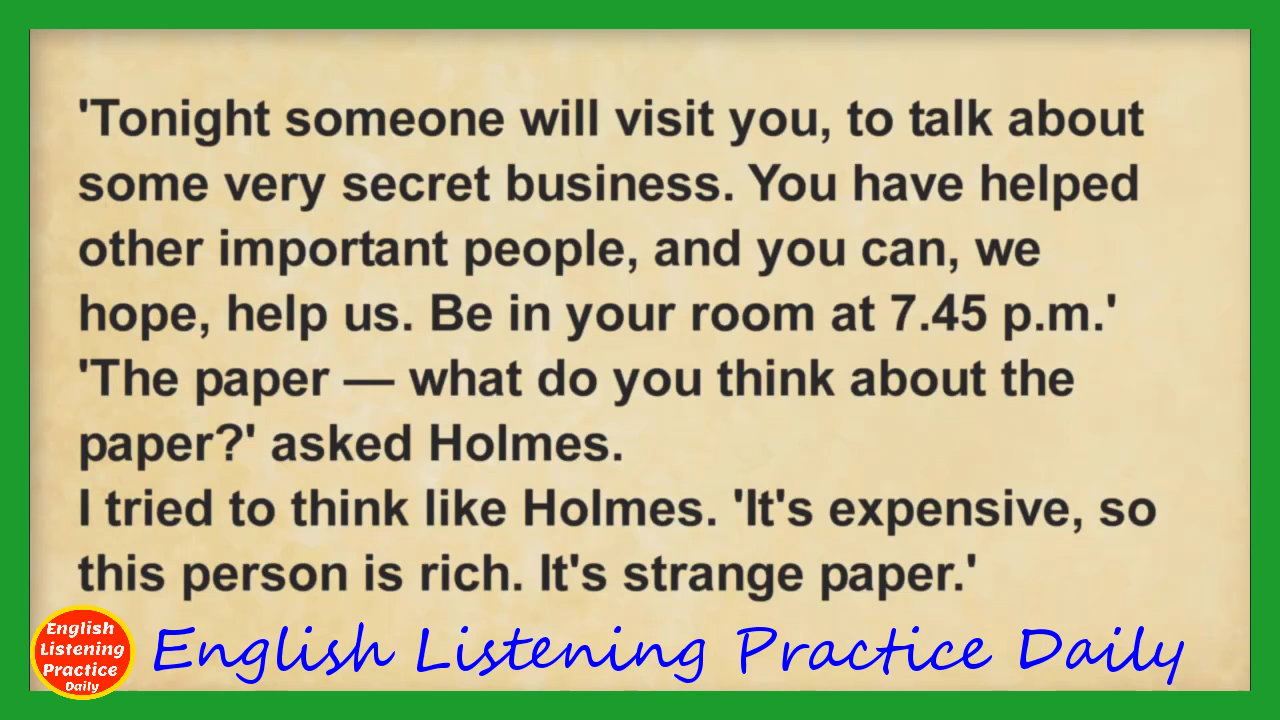 'Tonight someone will visit you, to talk about
some very secret business. You have helped
other important people, and you can, we
hope, help us. Be in your room at 7.45 p.m.'
'The paper — what do you think about the
paper?' asked Holmes.
I tried to think like Holmes. 'It's expensive, so
this person is rich. It's strange paper.'
English
Listening
Practice
Daily
English Listening Practice Daily